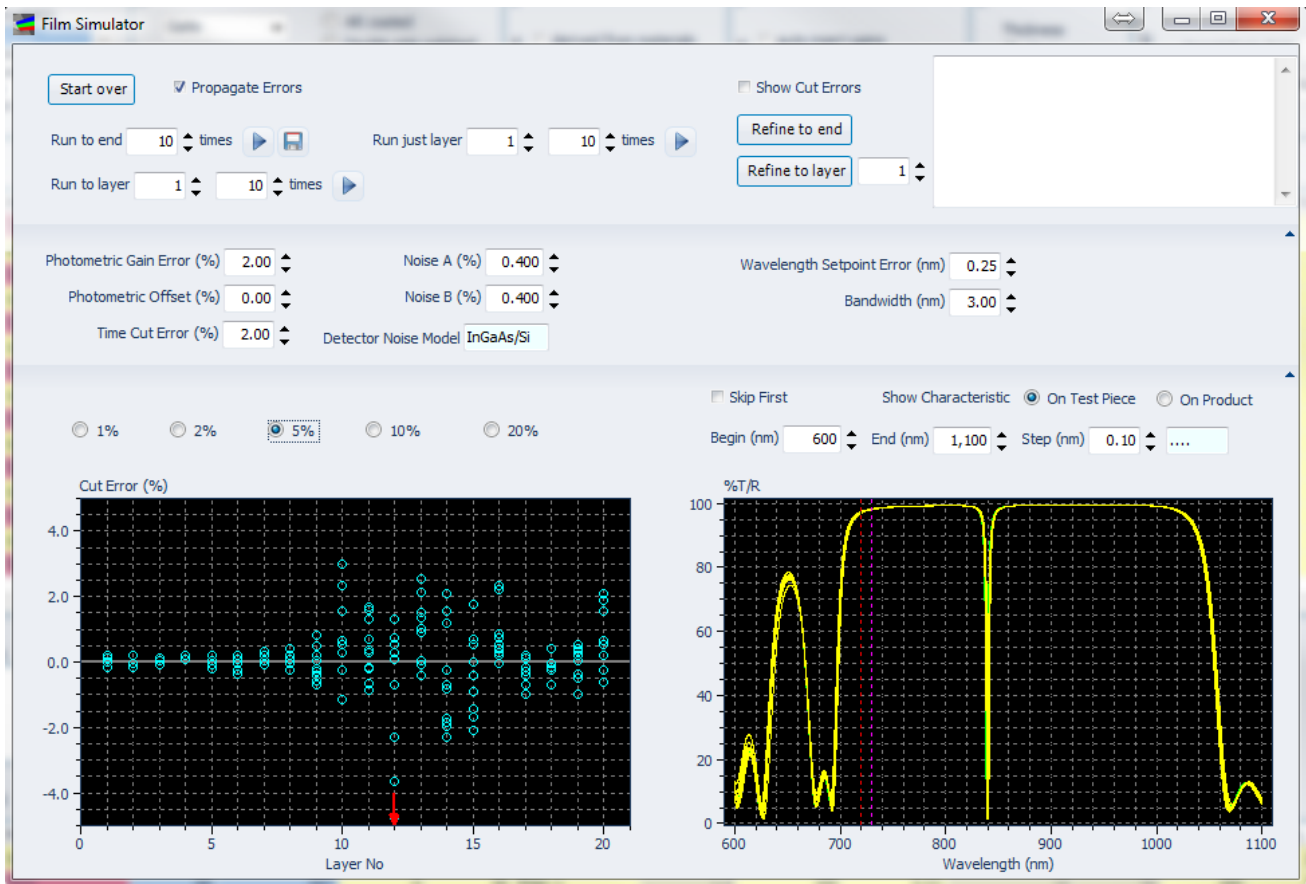 Film Simulator
Start over Propagate Errors Show Cut Errors
Run to end 10 times Run just layer 1 10 times Refine to end
Run to layer 1 10 times Refine to layer 1
Photometric Gain Error (%) 2.00 Noise A (%) 0.400 Wavelength Setpoint Error (nm) 0.25
Photometric Offset (%) 0.00 Noise B (%) 0.400 Bandwidth (nm) 3.00
Time Cut Error (%) 2.00 Detector Noise Model InGaAs/Si
Skip First Show Characteristic On Test Piece On Product
1% 2% 5% 10% 20%
Begin (nm) 600 End (nm) 1,100 Step (nm) 0.10 ....
Cut Error (%)
4.0
2.0
0.0
-2.0
-4.0
0 5 10 15 20
Layer No
%T/R
100
80
60
40
20
0
600 700 800 900 1000 1100
Wavelength (nm)